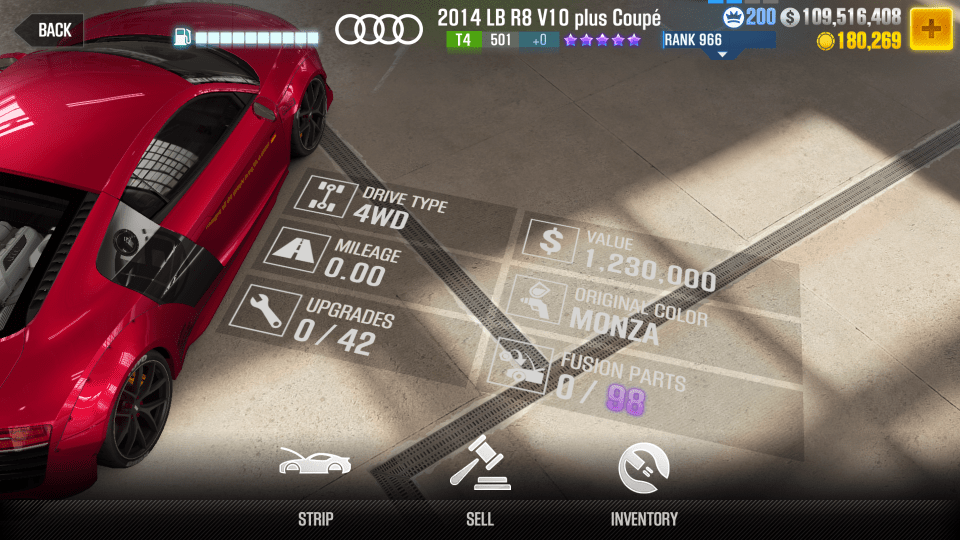 BACK
2014 LB R8 V10 plus Coupé
T4 501 +0
RANK 966
200 $ 109,516,408
180,269
DRIVE TYPE
4WD
MILEAGE
0.00
UPGRADES
0 / 42
VALUE
1,230,000
ORIGINAL COLOR
MONZA
FUSION PARTS
0 / 98
STRIP
SELL
INVENTORY